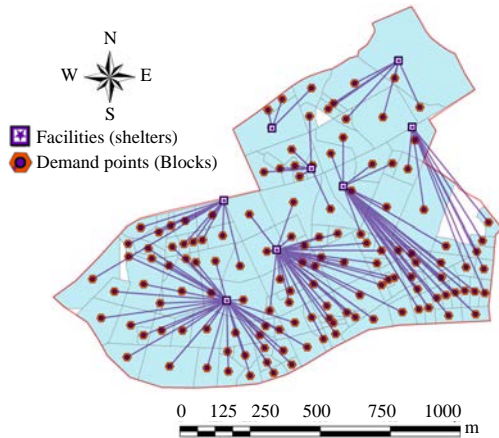 N
W E
S
Facilities (shelters)
Demand points (Blocks)
0 125 250 500 750 1000
m